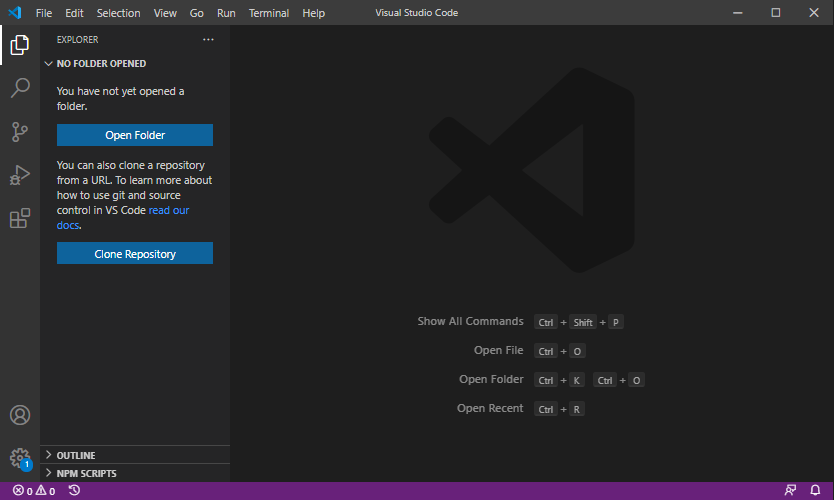 File Edit Selection View Go Run Terminal Help Visual Studio Code
EXPLORER
NO FOLDER OPENED
You have not yet opened a
folder.
Open Folder
You can also clone a repository
from a URL. To learn more about
how to use git and source
control in VS Code read our
docs.
Clone Repository
Show All Commands Ctrl + Shift + P
Open File Ctrl + O
Open Folder Ctrl + K Ctrl + O
Open Recent Ctrl + R
1
OUTLINE
NPM SCRIPTS
0 0